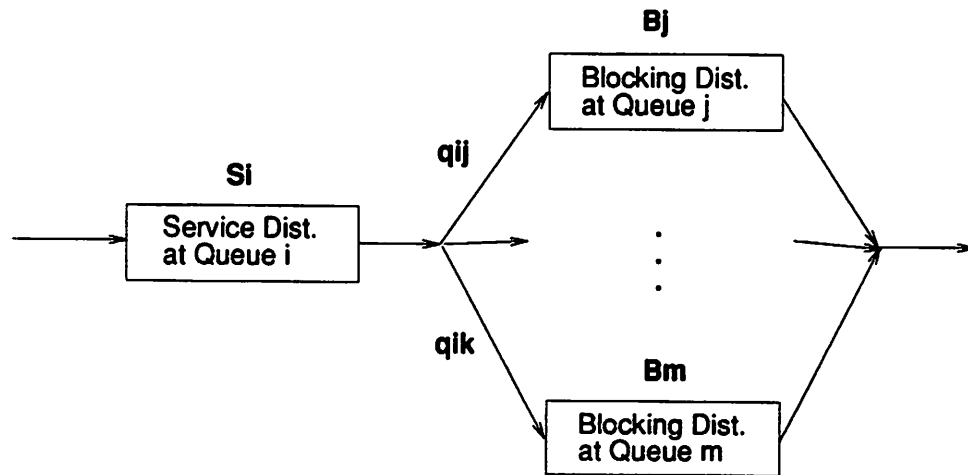 Bj
Blocking Dist.
at Queue j
qij
Si
Service Dist.
at Queue i
qik
Bm
Blocking Dist.
at Queue m